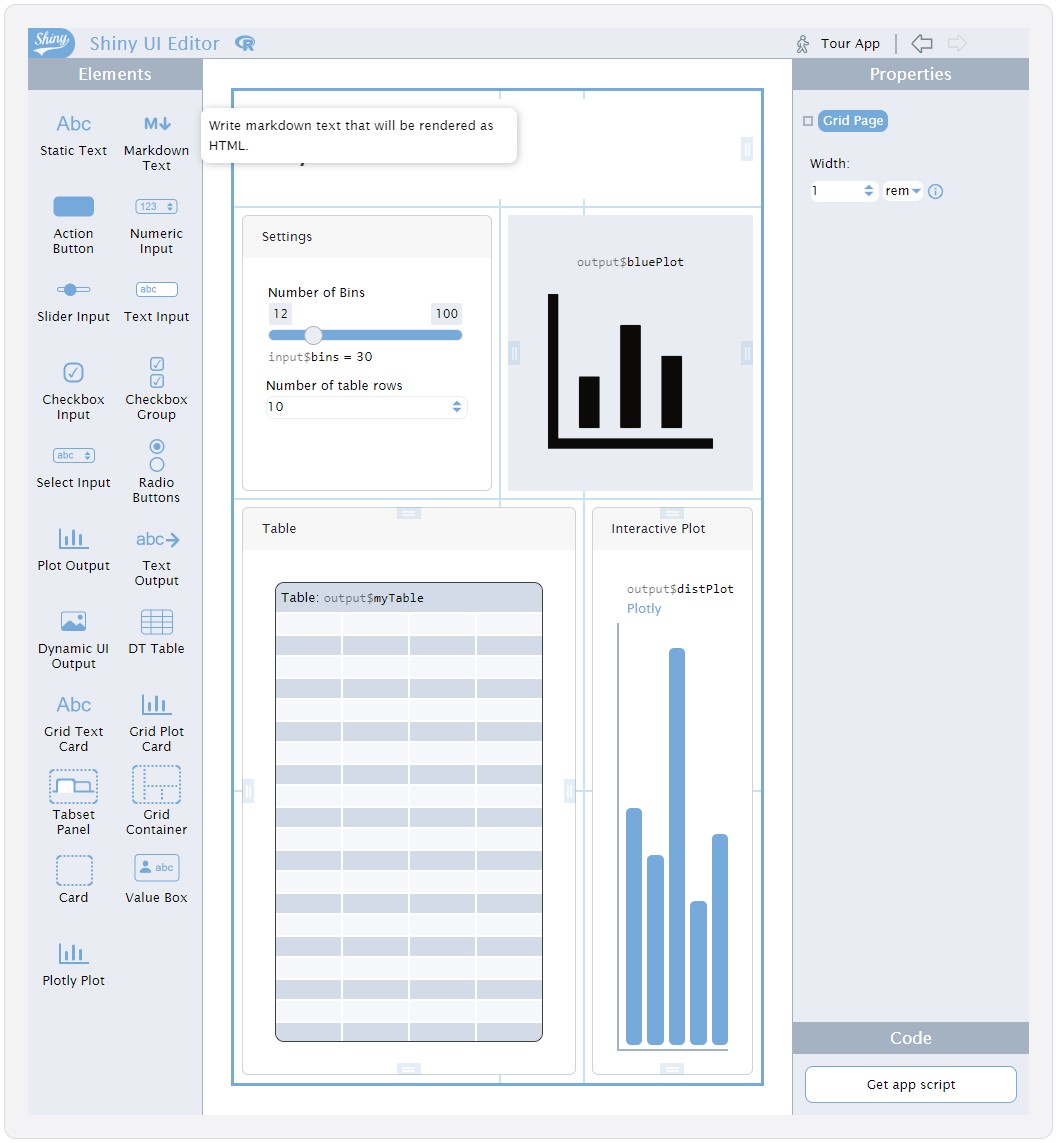 Shiny
Shiny UI Editor
Tour App
Elements
Properties
Abc
Static Text
M
Markdown
Text
Write markdown text that will be rendered as
HTML.
Grid Page
Width:
1
rem
Action
Button
123
Numeric
Input
Slider Input
abc
Text Input
Checkbox
Input
Checkbox
Group
abc
Select Input
Radio
Buttons
Plot Output
abc
Text
Output
Dynamic UI
Output
DT Table
Abc
Grid Text
Card
Grid Plot
Card
Tabset
Panel
Grid
Container
Card
abc
Value Box
Plotly Plot
Settings
Number of Bins
12
100
input$bins = 30
Number of table rows
10
output$bluePlot
Table
Table: output$myTable
Interactive Plot
output$distPlot
Plotly
Code
Get app script